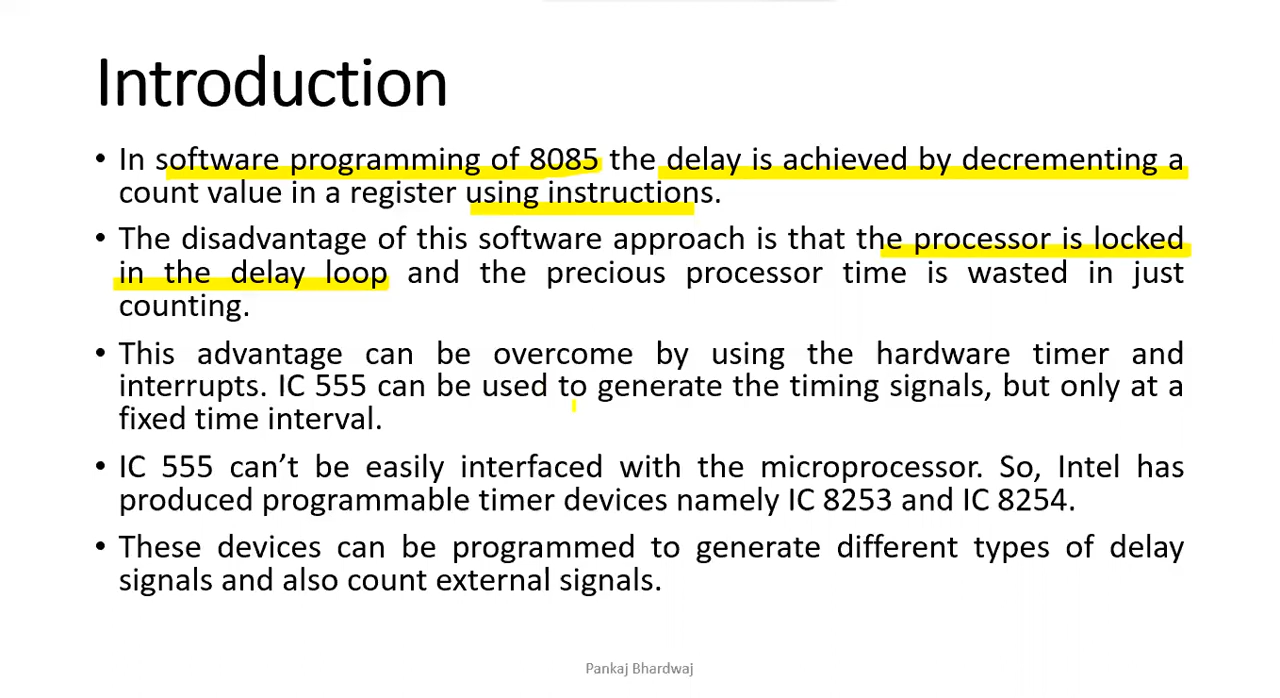 Introduction
• In software programming of 8085 the delay is achieved by decrementing a
count value in a register using instructions.
• The disadvantage of this software approach is that the processor is locked
in the delay loop and the precious processor time is wasted in just
counting.
• This advantage can be overcome by using the hardware timer and
interrupts. IC 555 can be used to generate the timing signals, but only at a
fixed time interval.
• IC 555 can’t be easily interfaced with the microprocessor. So, Intel has
produced programmable timer devices namely IC 8253 and IC 8254.
• These devices can be programmed to generate different types of delay
signals and also count external signals.
Pankaj Bhardwaj